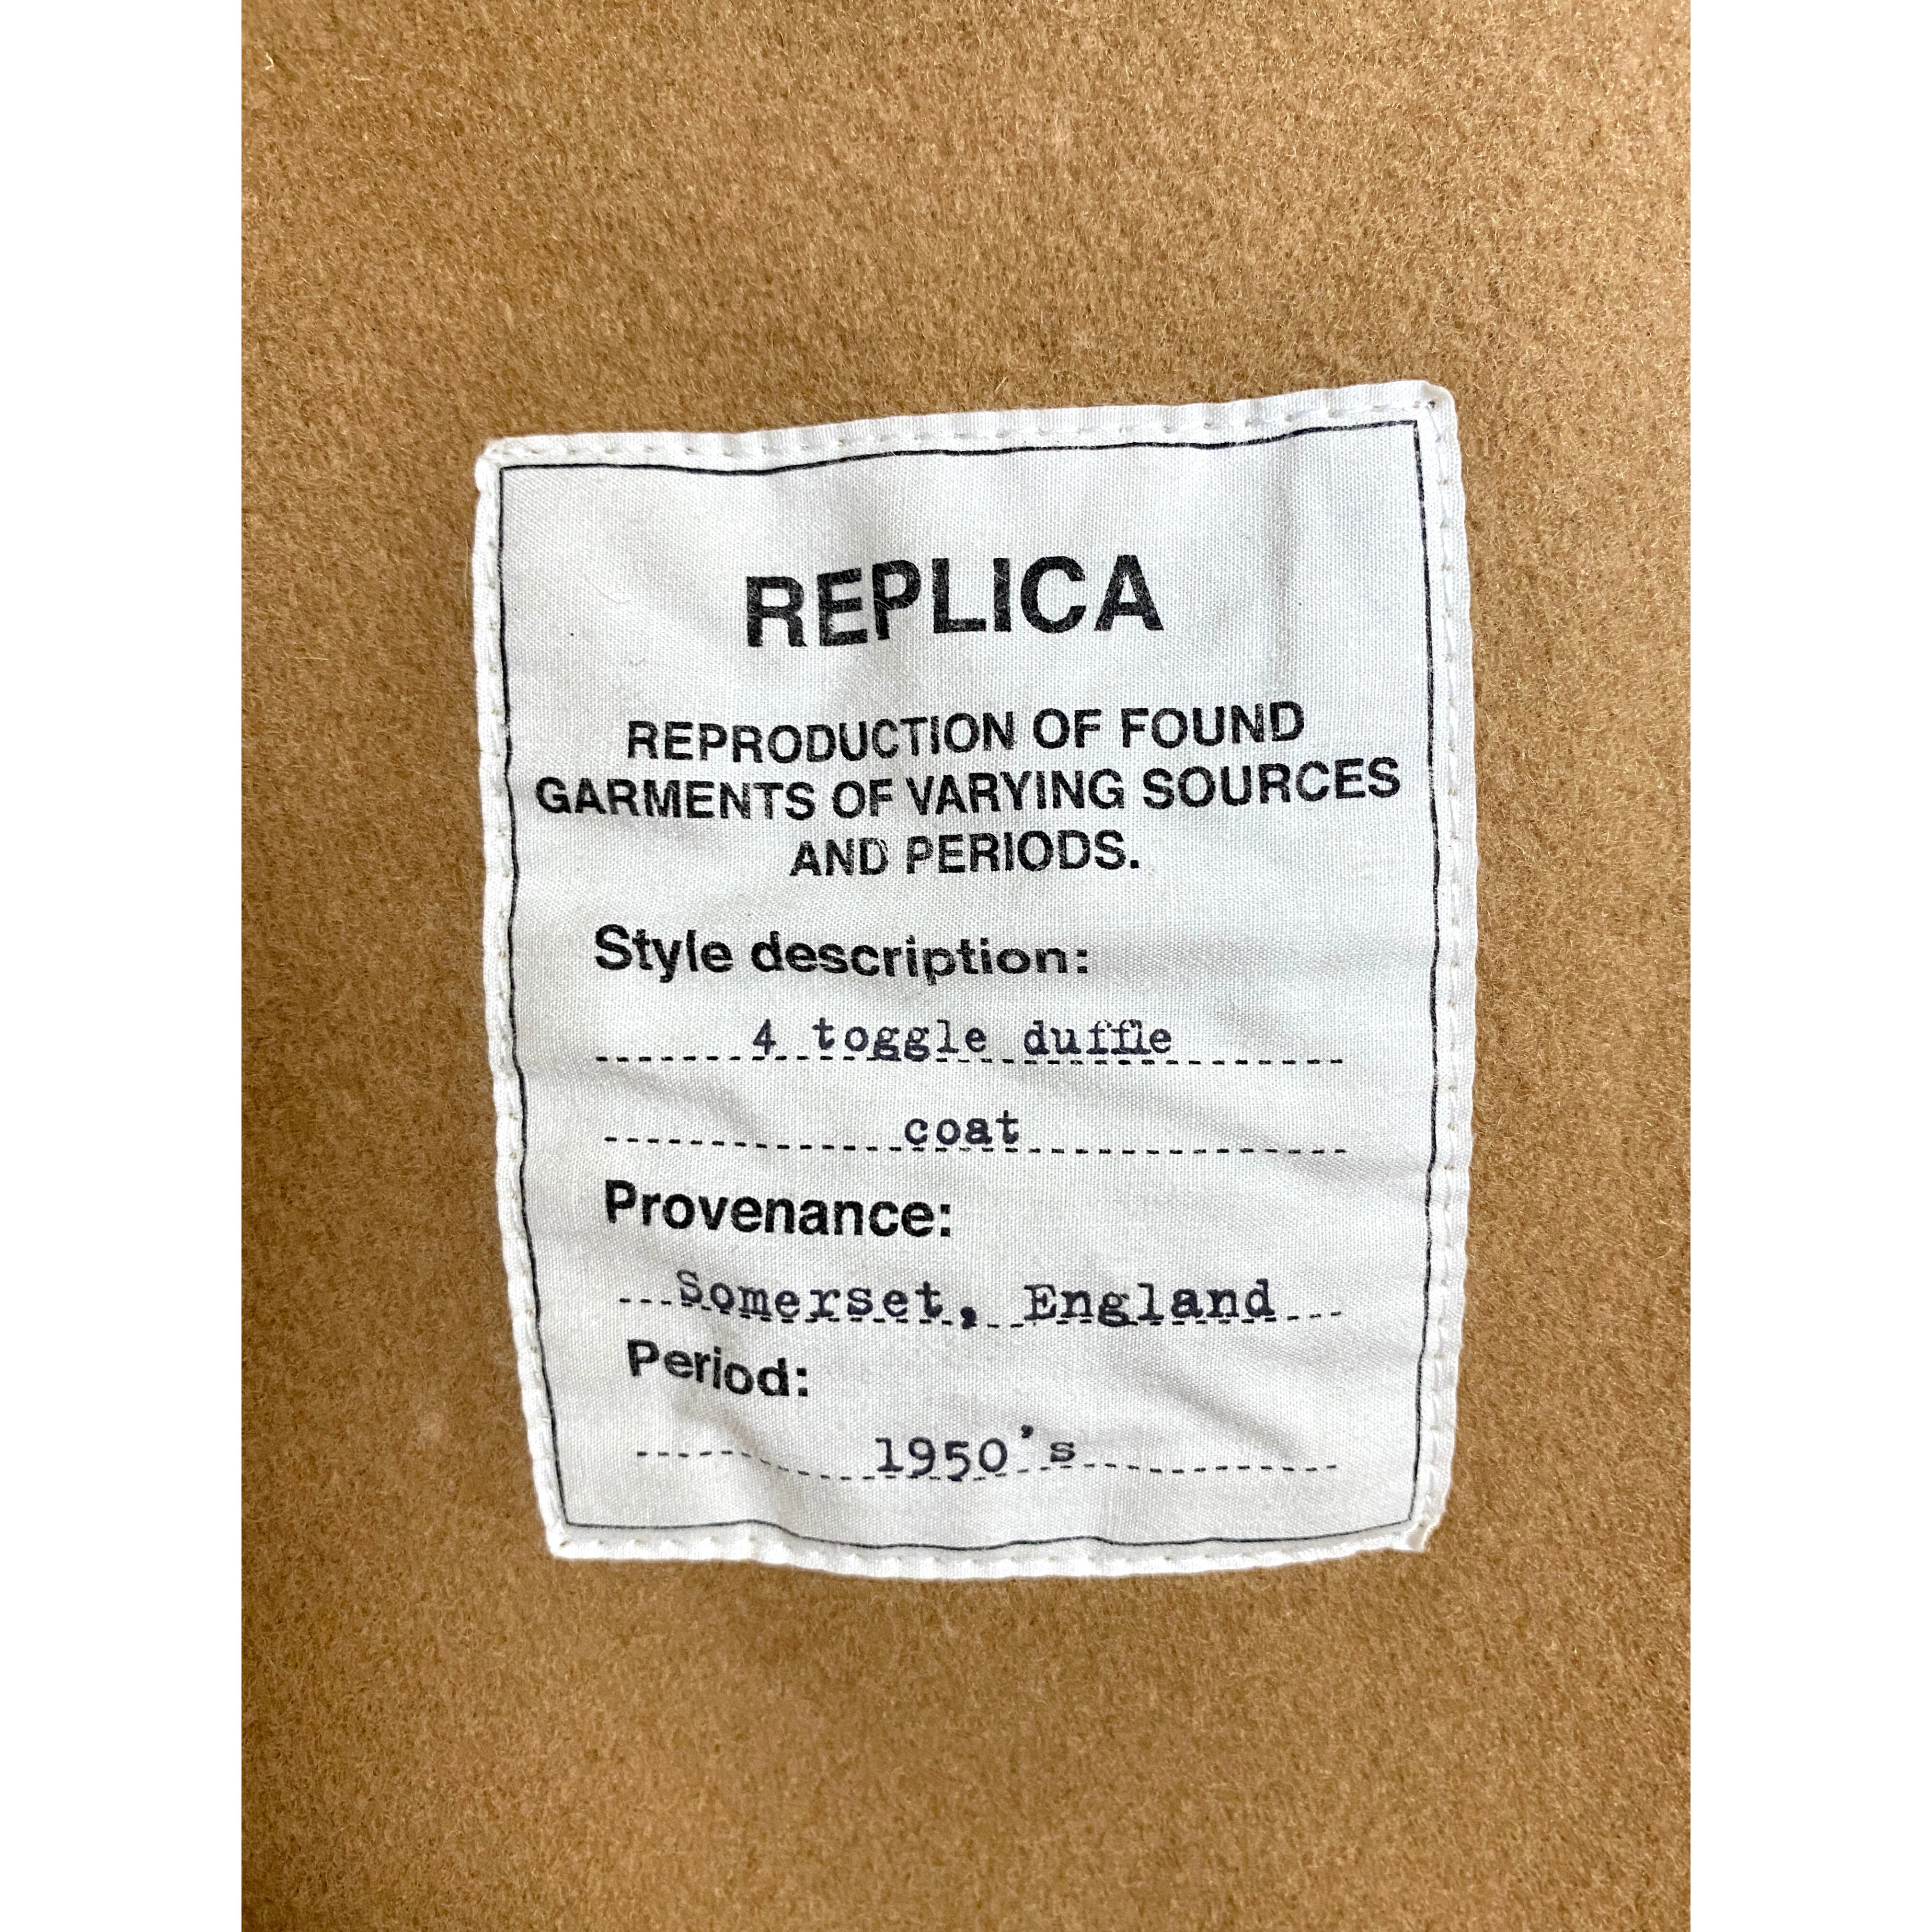 REPLICA
REPRODUCTION OF FOUND
GARMENTS OF VARYING SOURCES
AND PERIODS.
Style description:
4 toggle duffle
coat
Provenance:
Somerset, England
Period:
1950's